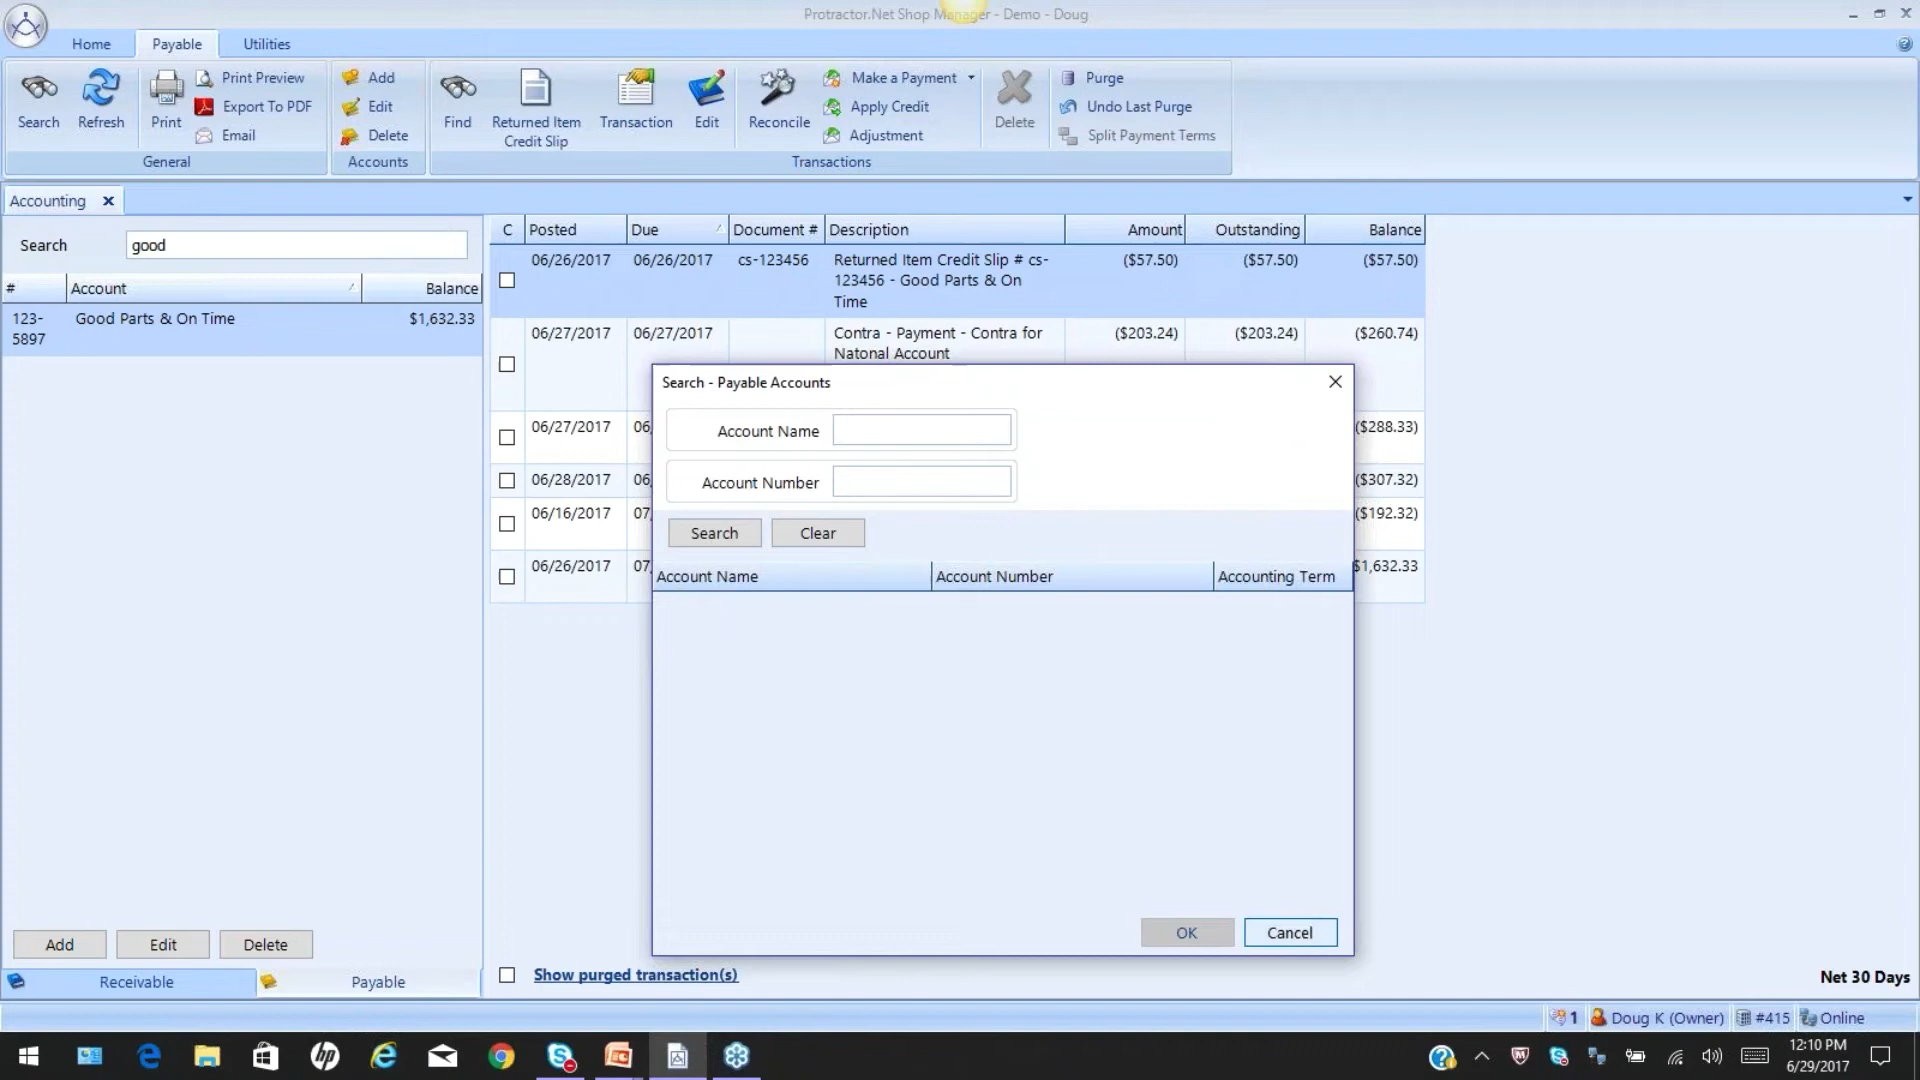 Protractor.Net Shop Manager - Demo - Doug
Home
Payable
Utilities
Search
Refresh
Print
Print Preview
Export To PDF
Email
General
Add
Edit
Delete
Accounts
Find
Returned Item
Credit Slip
Transaction
Edit
Reconcile
Make a Payment
Apply Credit
Adjustment
Delete
Purge
Undo Last Purge
Split Payment Terms
Transactions
Accounting
Search good
# Account Balance
123-
5897
Good Parts & On Time $1,632.33
C Posted Due Document # Description Amount Outstanding Balance
06/26/2017 06/26/2017 cs-123456 Returned Item Credit Slip # cs-
123456 - Good Parts & On
Time
($57.50) ($57.50) ($57.50)
06/27/2017 06/27/2017 Contra - Payment - Contra for
Natonal Account
($203.24) ($203.24) ($260.74)
06/27/2017 06, ($288.33)
06/28/2017 06, ($307.32)
06/16/2017 07, ($192.32)
06/26/2017 07, $1,632.33
Search - Payable Accounts
Account Name
Account Number
Search Clear
Account Name Account Number Accounting Term
OK Cancel
Add Edit Delete
Receivable Payable
Show purged transaction(s)
Net 30 Days
1 Doug K (Owner) #415 Online
12:10 PM
6/29/2017